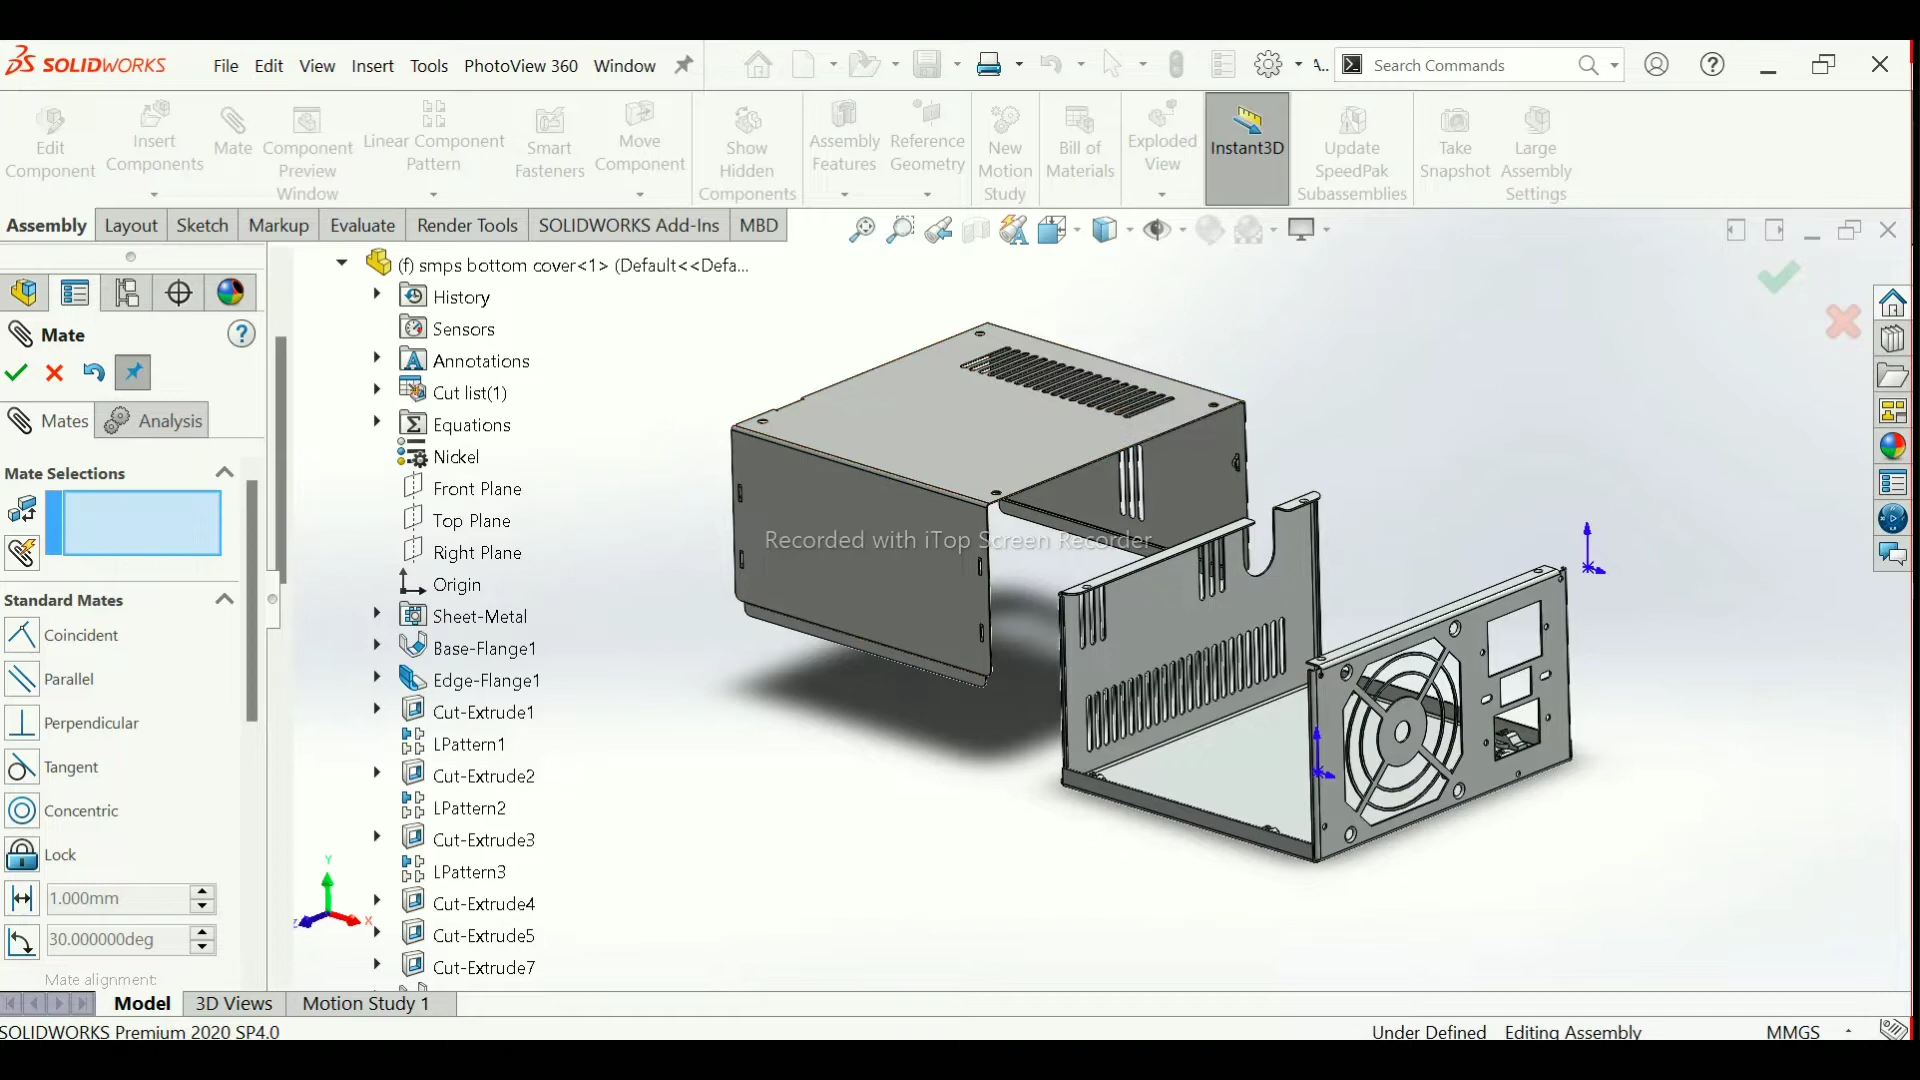 SOLIDWORKS File Edit View Insert Tools PhotoView 360 Window A.. Search Commands
Edit Component
Insert Components
Mate
Component Preview Window
Linear Component Pattern
Smart Fasteners
Move Component
Show Hidden Components
Assembly Features
Reference Geometry
New Motion Study
Bill of Materials
Exploded View
Instant3D
Update SpeedPak Subassemblies
Take Snapshot
Large Assembly Settings
Assembly Layout Sketch Markup Evaluate Render Tools SOLIDWORKS Add-Ins MBD
Mate
Mates Analysis
Mate Selections
Standard Mates
Coincident
Parallel
Perpendicular
Tangent
Concentric
Lock
1.000mm
30.000000deg
Mate alignment:
(f) smps bottom cover<1> (Default<<Defa...
History
Sensors
Annotations
Cut list(1)
Equations
Nickel
Front Plane
Top Plane
Right Plane
Origin
Sheet-Metal
Base-Flange1
Edge-Flange1
Cut-Extrude1
LPattern1
Cut-Extrude2
LPattern2
Cut-Extrude3
LPattern3
Cut-Extrude4
Cut-Extrude5
Cut-Extrude7
Recorded with iTop Screen Recorder
Y
X
Z
Model 3D Views Motion Study 1
SOLIDWORKS Premium 2020 SP4.0 Under Defined Editing Assembly MMGS